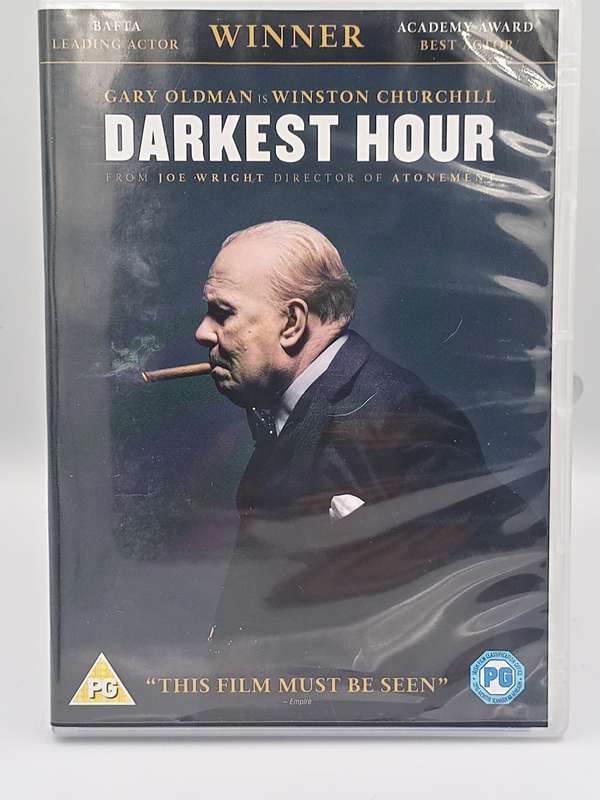 BAFTA
LEADING ACTOR
WINNER
ACADEMY AWARD
BEST ACTOR
GARY OLDMAN IS WINSTON CHURCHILL
DARKEST HOUR
FROM JOE WRIGHT DIRECTOR OF ATONEMENT
PG
"THIS FILM MUST BE SEEN"
– Empire
PG